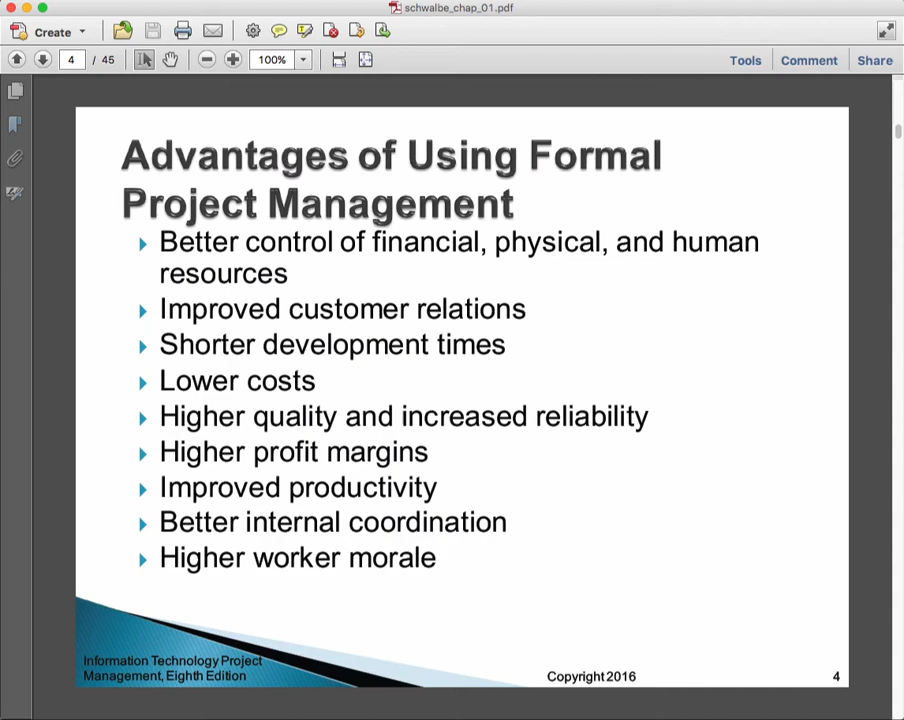 schwalbe_chap_01.pdf
Create
4 / 45 100% Tools Comment Share
Advantages of Using Formal
Project Management
Better control of financial, physical, and human
resources
Improved customer relations
Shorter development times
Lower costs
Higher quality and increased reliability
Higher profit margins
Improved productivity
Better internal coordination
Higher worker morale
Information Technology Project
Management, Eighth Edition
Copyright 2016
4